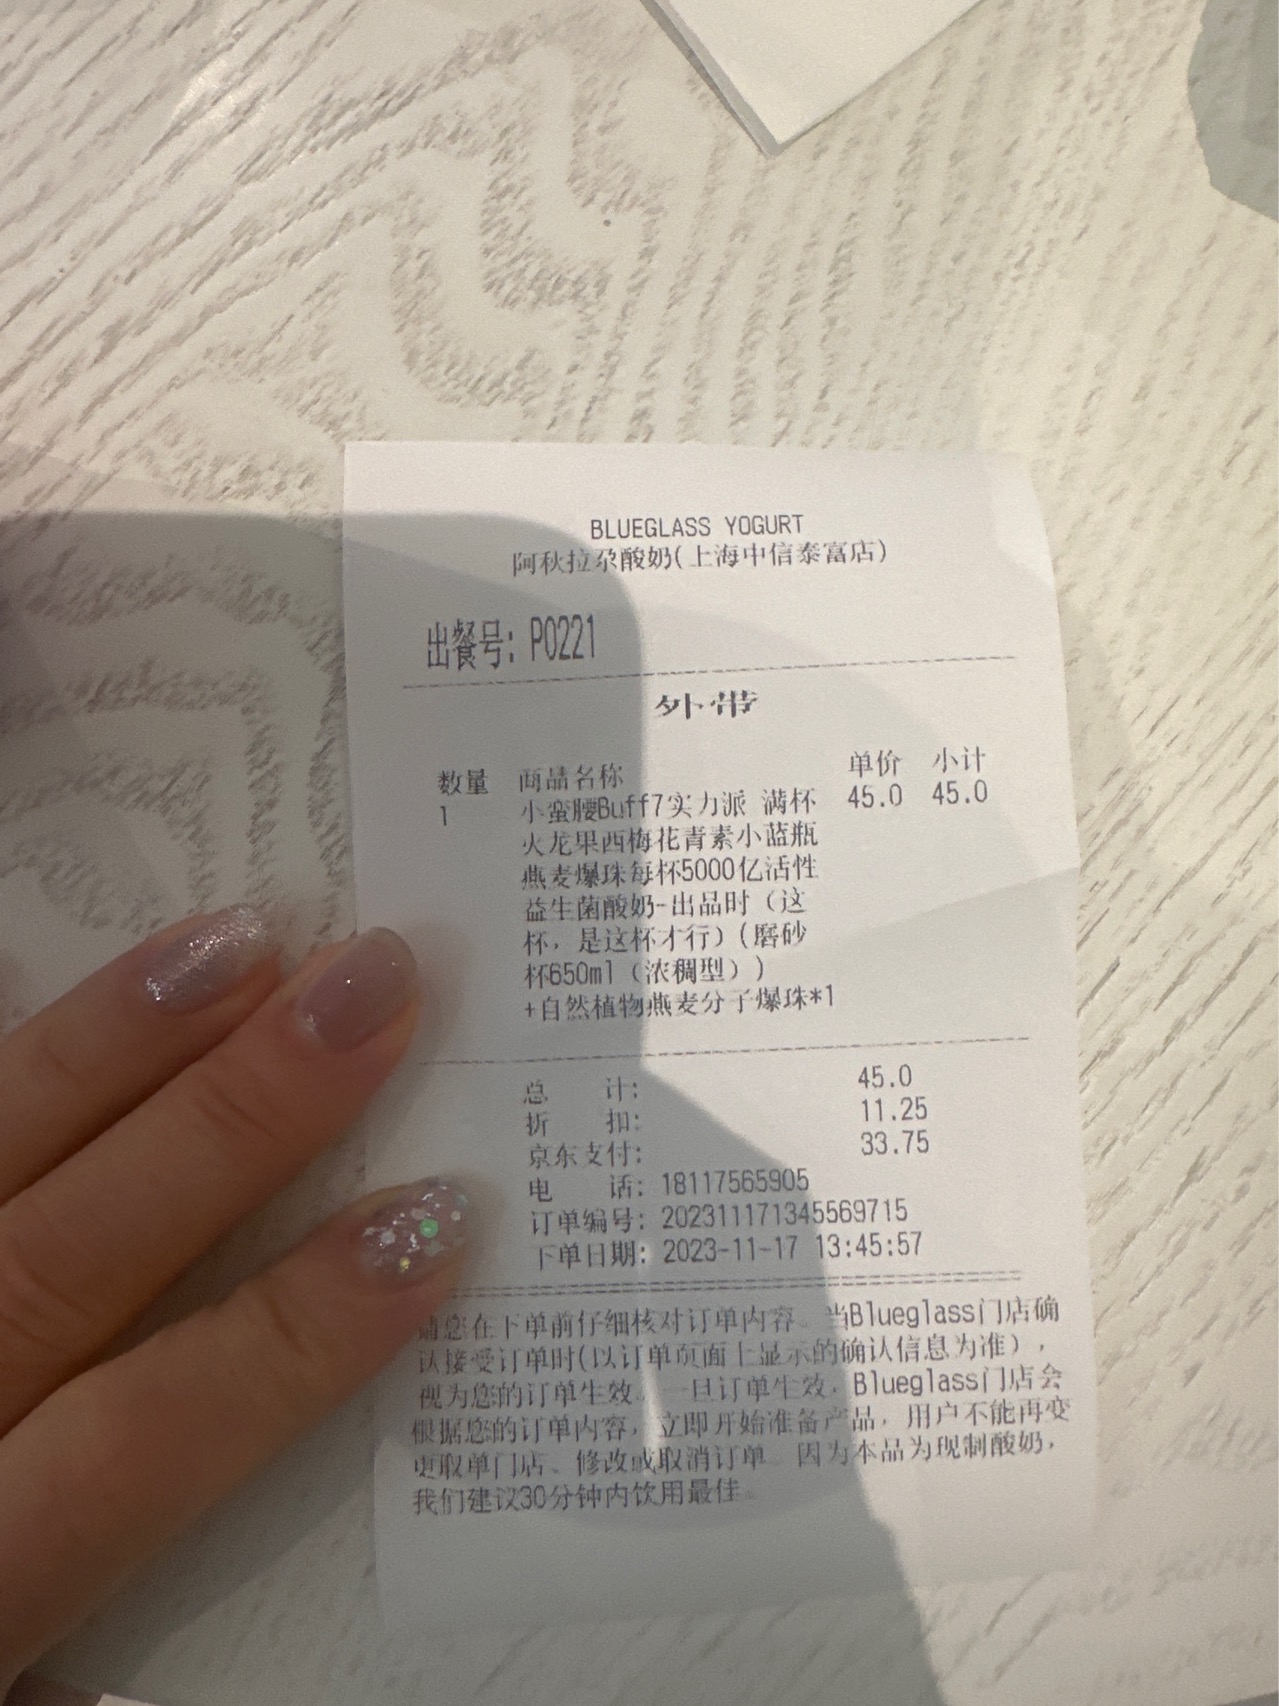 BLUEGLASS YOGURT
阿秋拉尕酸奶(上海中信泰富店)
出餐号: P0221
外带
数量 商品名称 单价 小计
1 小蛮腰Buff7实力派 满杯 45.0 45.0
火龙果西梅花青素小蓝瓶
燕麦爆珠每杯5000亿活性
益生菌酸奶-出品时（这
杯，是这杯才行）(磨砂
杯650ml（浓稠型）)
+自然植物燕麦分子爆珠*1
总 计: 45.0
折 扣: 11.25
京东支付: 33.75
电 话: 18117565905
订单编号: 202311171345569715
下单日期: 2023-11-17 13:45:57
请您在下单前仔细核对订单内容。当Blueglass门店确
认接受订单时(以订单页面上显示的确认信息为准)，
视为您的订单生效。一旦订单生效，Blueglass门店会
根据您的订单内容，立即开始准备产品，用户不能再变
更取单门店、修改或取消订单。因为本品为现制酸奶，
我们建议30分钟内饮用最佳。